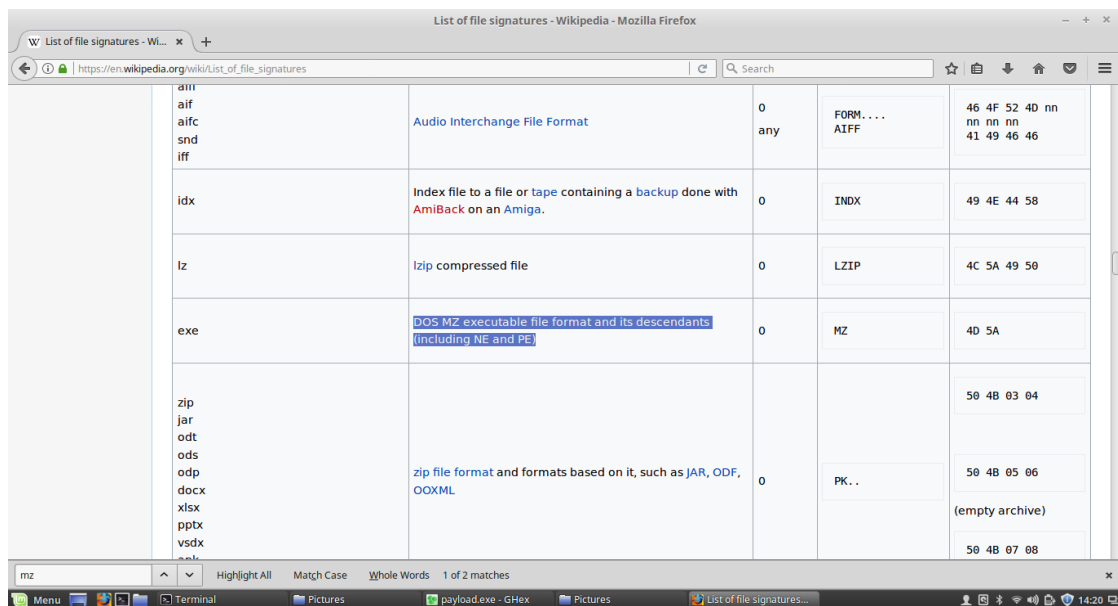 List of file signatures - Wikipedia - Mozilla Firefox
W List of file signatures - Wi...
https://en.wikipedia.org/wiki/List_of_file_signatures
Search
aiff
aif
aifc
snd
iff
Audio Interchange File Format
0
any
FORM....
AIFF
46 4F 52 4D nn
nn nn nn
41 49 46 46
idx
Index file to a file or tape containing a backup done with
AmiBack on an Amiga.
0
INDX
49 4E 44 58
lz
lzip compressed file
0
LZIP
4C 5A 49 50
exe
DOS MZ executable file format and its descendants
(including NE and PE)
0
MZ
4D 5A
zip
jar
odt
ods
odp
docx
xlsx
pptx
vsdx
apk
zip file format and formats based on it, such as JAR, ODF,
OOXML
0
PK..
50 4B 03 04
50 4B 05 06
(empty archive)
50 4B 07 08
mz
Highlight All Match Case Whole Words 1 of 2 matches
Menu Terminal Pictures payload.exe - GHex Pictures List of file signatures... 14:20